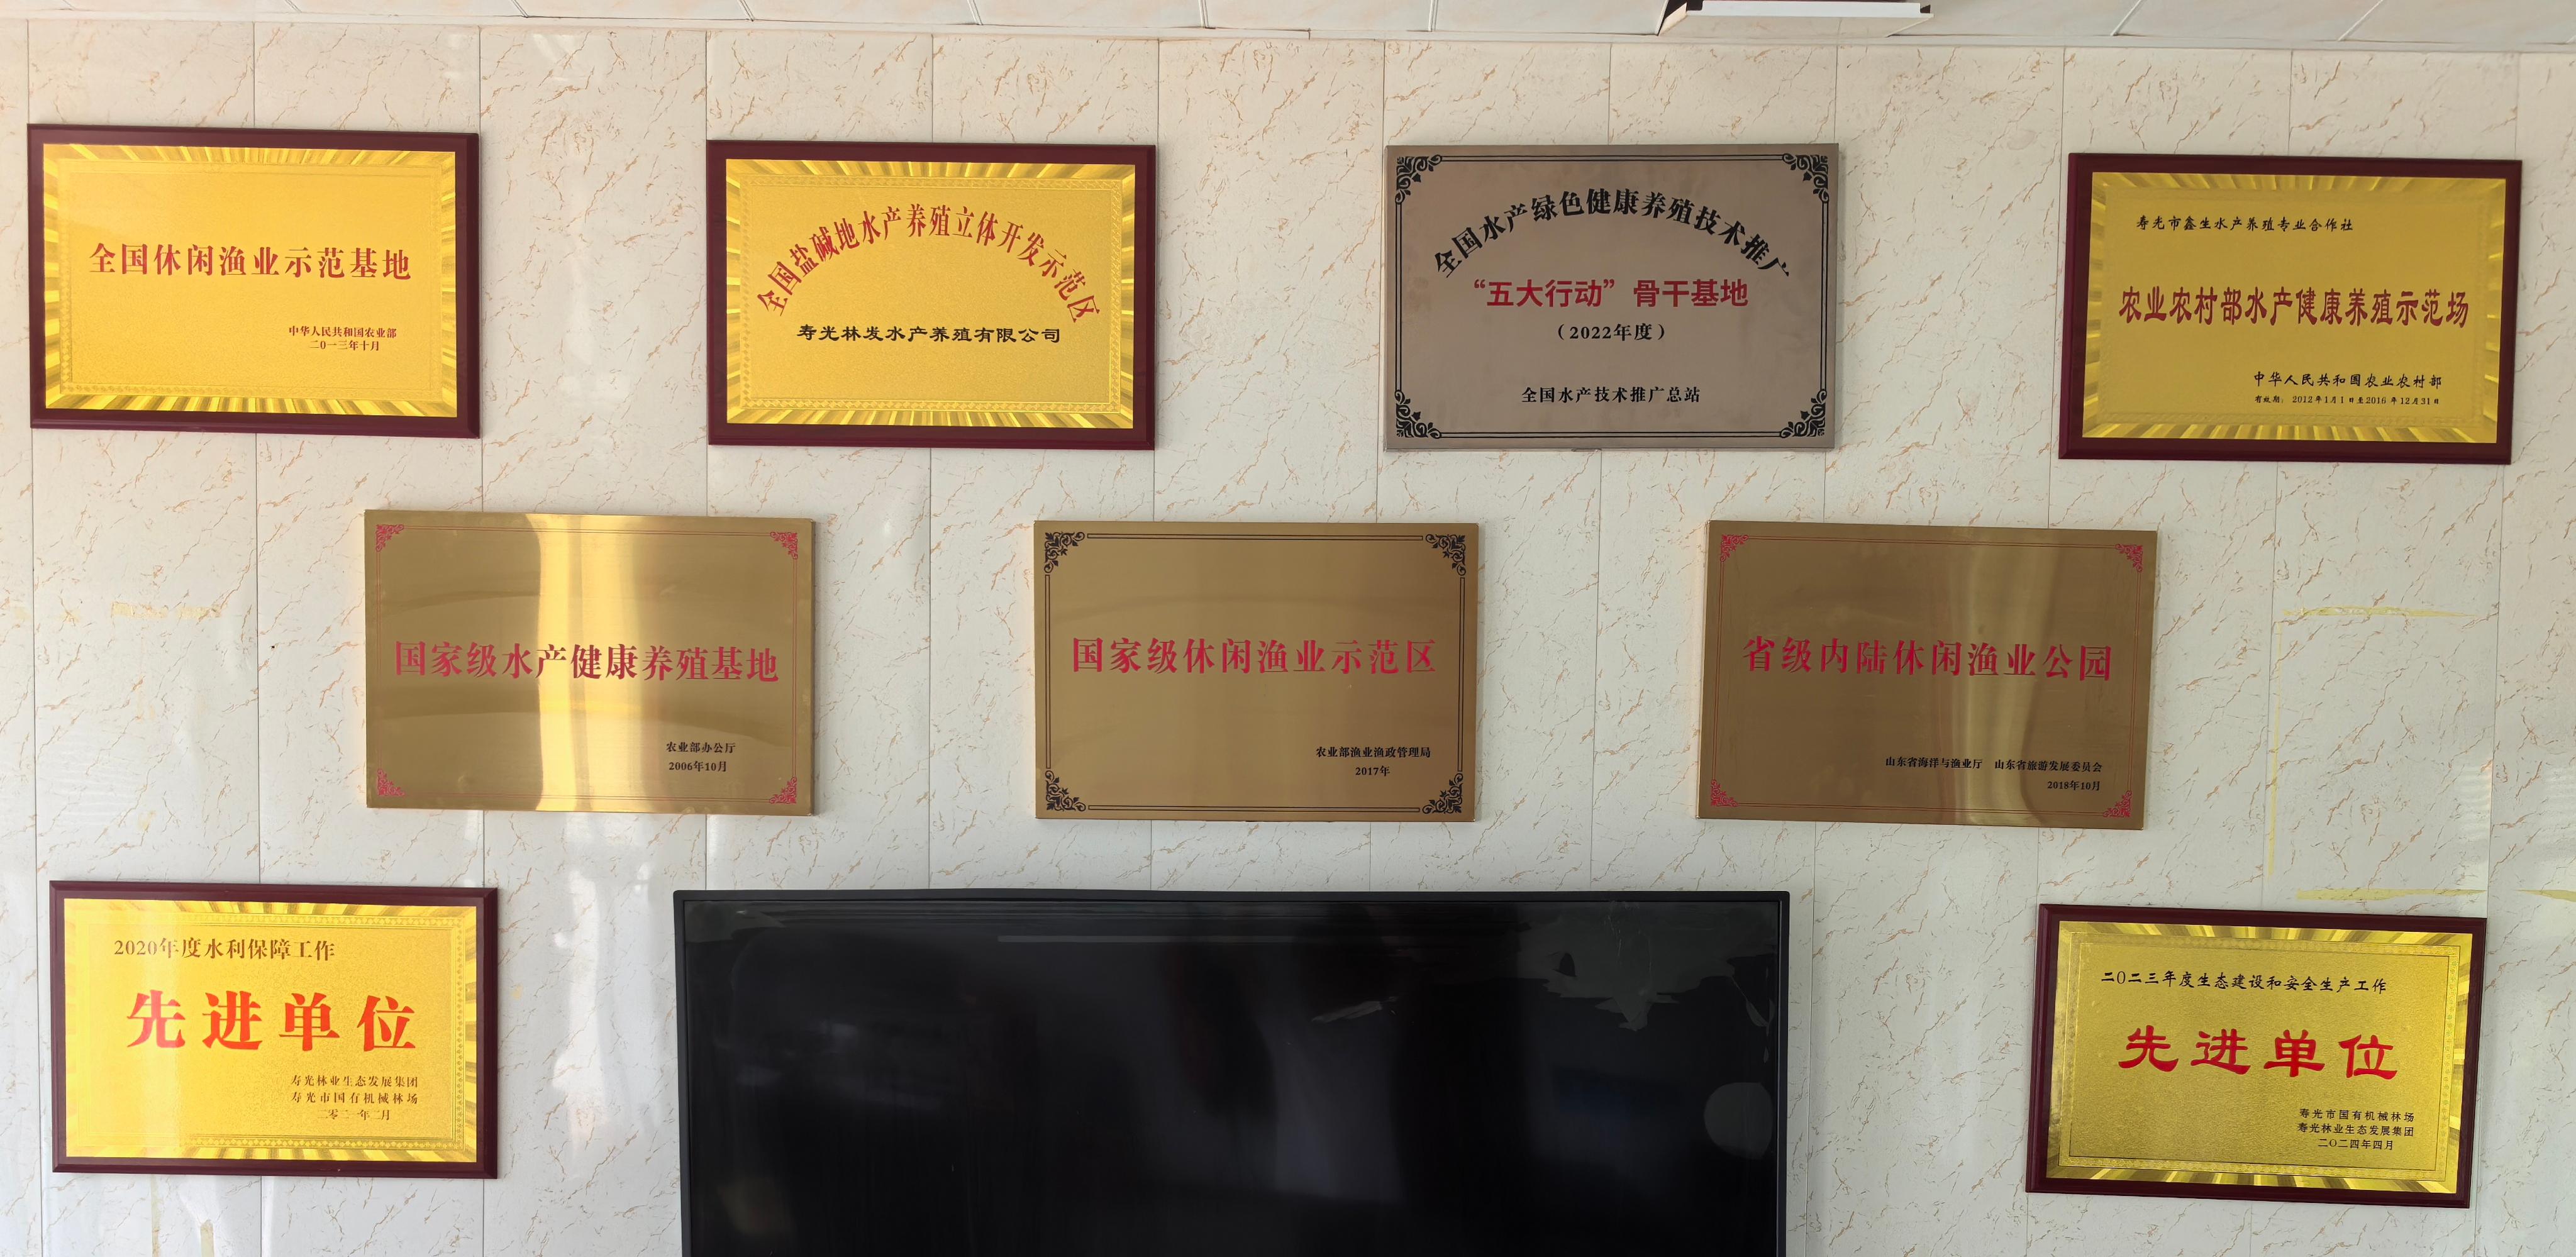 全国休闲渔业示范基地
中华人民共和国农业部
二〇一三年十月
全国盐碱地水产养殖立体开发示范区
寿光林发水产养殖有限公司
全国水产绿色健康养殖技术推广
“五大行动”骨干基地
（2022年度）
全国水产技术推广总站
寿光市鑫生水产养殖专业合作社
农业农村部水产健康养殖示范场
中华人民共和国农业农村部
有效期：2012年1月1日至2016年12月31日
国家级水产健康养殖基地
农业部办公厅
2006年10月
国家级休闲渔业示范区
农业部渔业渔政管理局
2017年
省级内陆休闲渔业公园
山东省海洋与渔业厅 山东省旅游发展委员会
2018年10月
2020年度水利保障工作
先进单位
寿光林业生态发展集团
寿光市国有机械林场
二零二一年二月
二〇二三年度生态建设和安全生产工作
先进单位
寿光市国有机械林场
寿光林业生态发展集团
二〇二四年四月